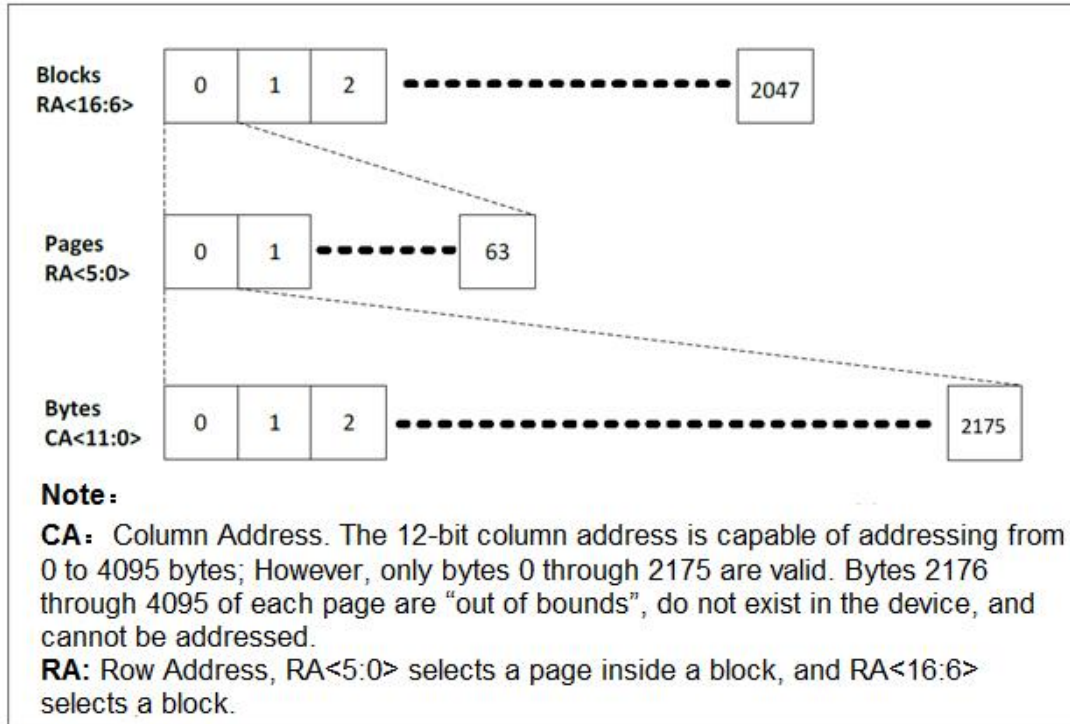 Blocks
RA<16:6>
0 1 2 2047
Pages
RA<5:0>
0 1 63
Bytes
CA<11:0>
0 1 2 2175
Note：
CA： Column Address. The 12-bit column address is capable of addressing from
0 to 4095 bytes; However, only bytes 0 through 2175 are valid. Bytes 2176
through 4095 of each page are “out of bounds”, do not exist in the device, and
cannot be addressed.
RA: Row Address, RA<5:0> selects a page inside a block, and RA<16:6>
selects a block.